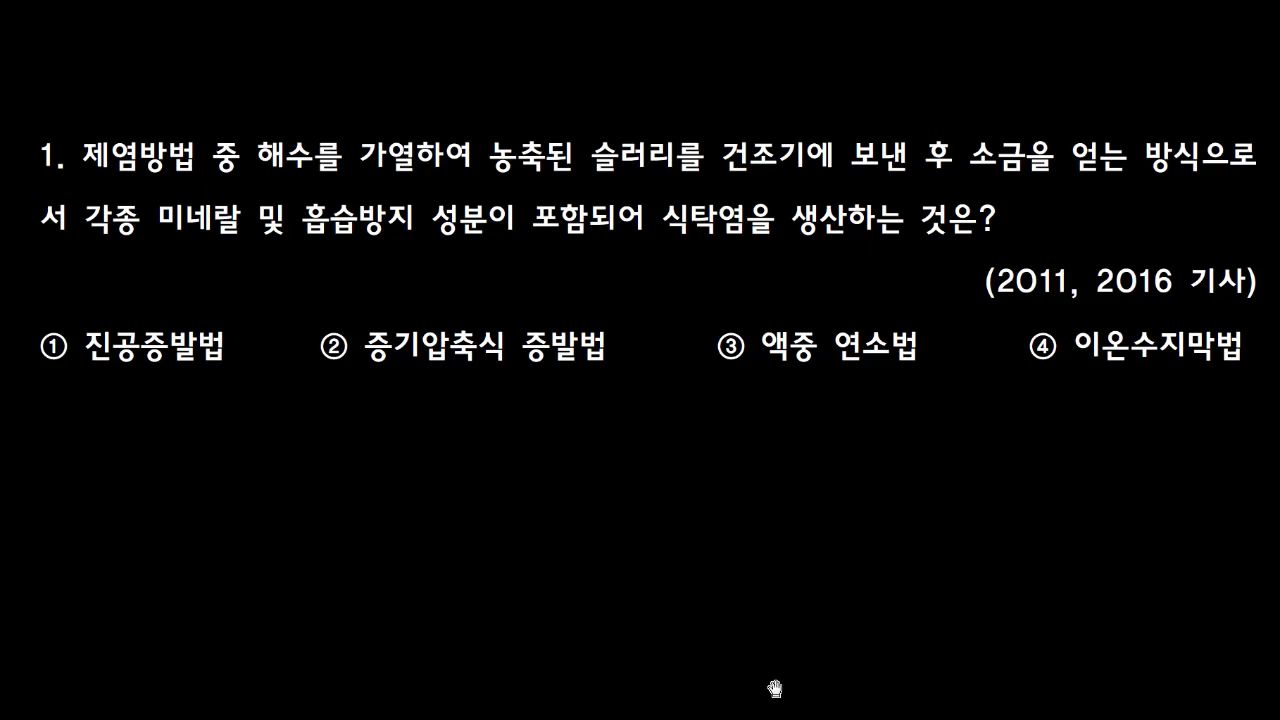 1. 제염방법 중 해수를 가열하여 농축된 슬러리를 건조기에 보낸 후 소금을 얻는 방식으로
서 각종 미네랄 및 흡습방지 성분이 포함되어 식탁염을 생산하는 것은?
(2011, 2016 기사)
① 진공증발법 ② 증기압축식 증발법 ③ 액중 연소법 ④ 이온수지막법